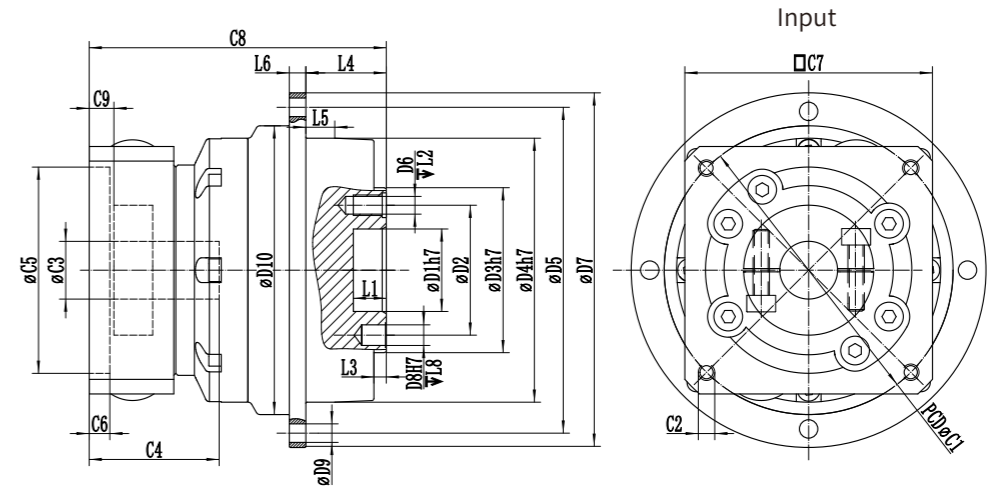 Input
C8
□C7
L6
L4
C9
L5
D6
↧L2
øC5
øC3
øD10
L1
øD1h7
øD2
øD3h7
øD4h7
øD5
øD7
L3
D8H7
↧L8
C6
C4
øD9
C2
PCDøC1